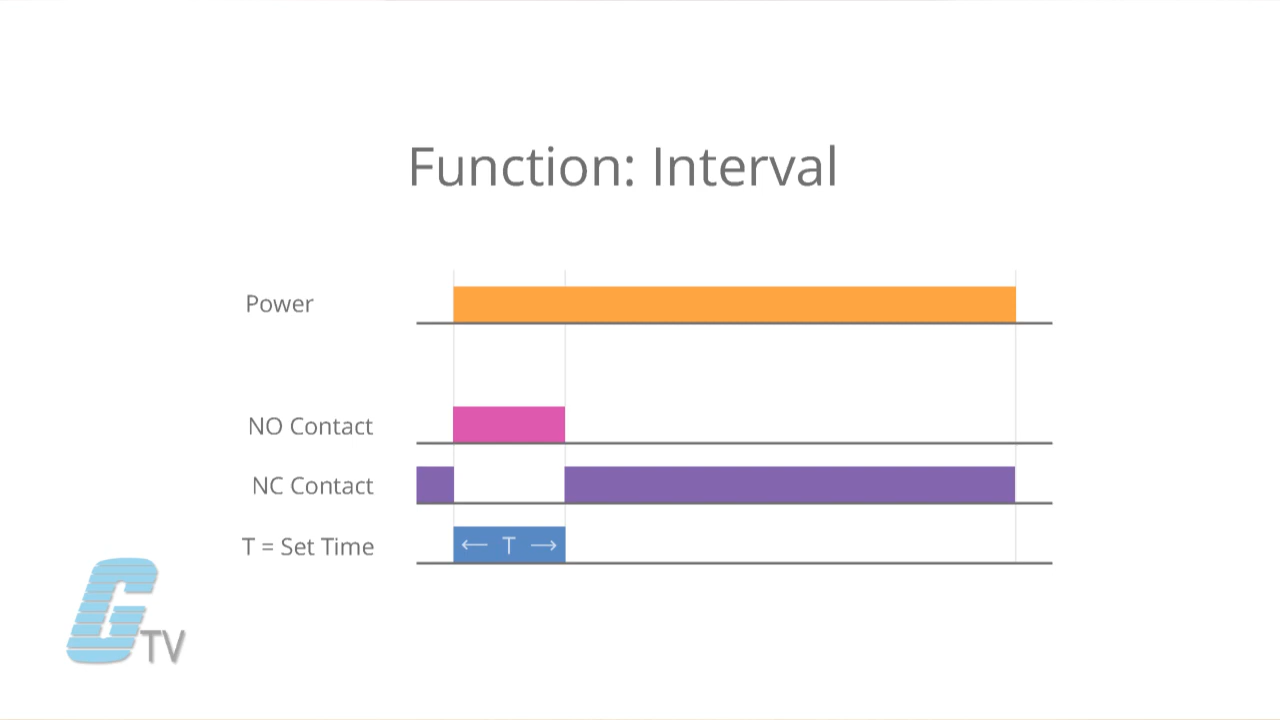 Function: Interval
Power
NO Contact
NC Contact
T = Set Time
← T →
G TV